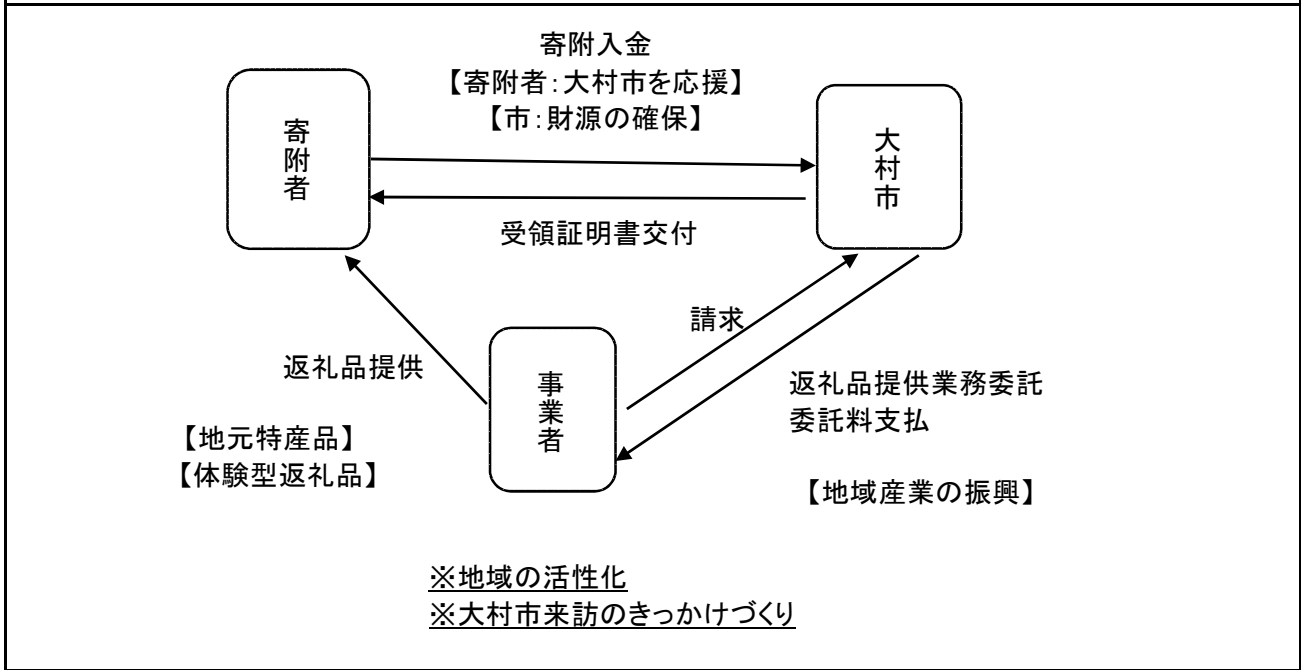 寄附入金
【寄附者：大村市を応援】
【市：財源の確保】
寄附者
大村市
受領証明書交付
請求
返礼品提供
事業者
返礼品提供業務委託
委託料支払
【地元特産品】
【体験型返礼品】
【地域産業の振興】
※地域の活性化
※大村市来訪のきっかけづくり